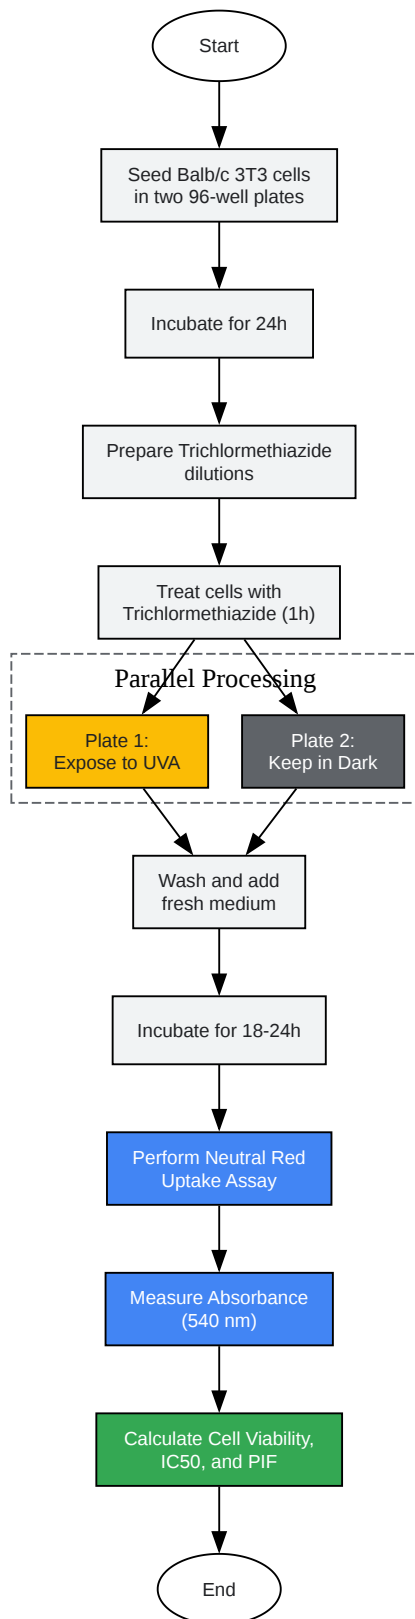 Start
Seed Balb/c 3T3 cells
in two 96-well plates
Incubate for 24h
Prepare Trichlormethiazide
dilutions
Treat cells with
Trichlormethiazide (1h)
Parallel Processing
Plate 1:
Expose to UVA
Plate 2:
Keep in Dark
Wash and add
fresh medium
Incubate for 18-24h
Perform Neutral Red
Uptake Assay
Measure Absorbance
(540 nm)
Calculate Cell Viability,
IC50, and PIF
End